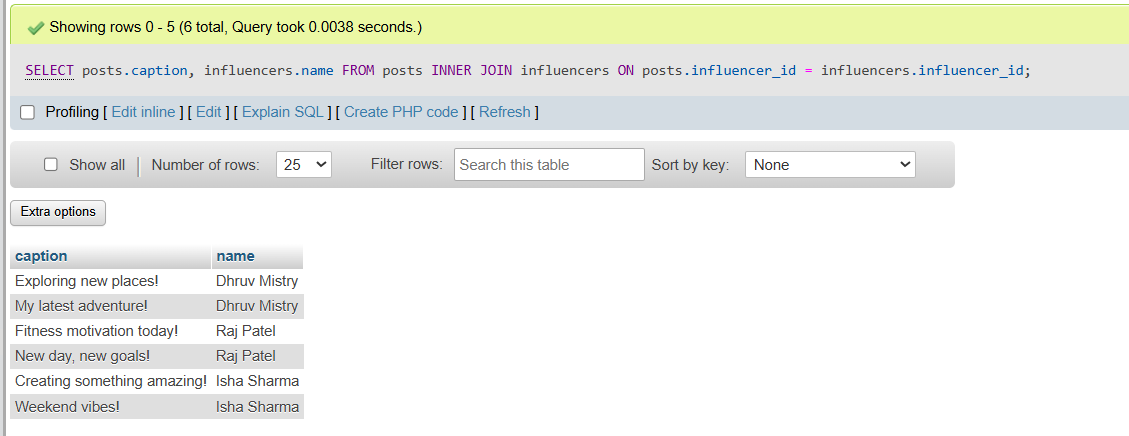 Showing rows 0 - 5 (6 total, Query took 0.0038 seconds.)
SELECT posts.caption, influencers.name FROM posts INNER JOIN influencers ON posts.influencer_id = influencers.influencer_id;
Profiling [ Edit inline ] [ Edit ] [ Explain SQL ] [ Create PHP code ] [ Refresh ]
Show all | Number of rows: 25 Filter rows: Search this table Sort by key: None
Extra options
caption name
Exploring new places! Dhruv Mistry
My latest adventure! Dhruv Mistry
Fitness motivation today! Raj Patel
New day, new goals! Raj Patel
Creating something amazing! Isha Sharma
Weekend vibes! Isha Sharma